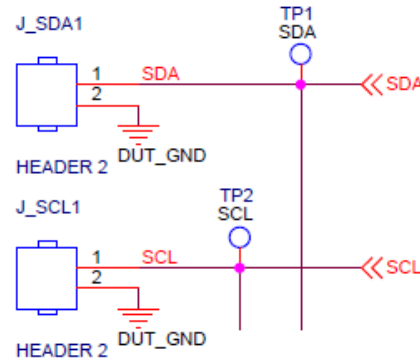 TP1
J_SDA1
SDA
1
SDA
SDA
2
DUT_GND
HEADER 2
TP2
J_SCL1
SCL
1
SCL
SCL
2
DUT_GND
HEADER 2